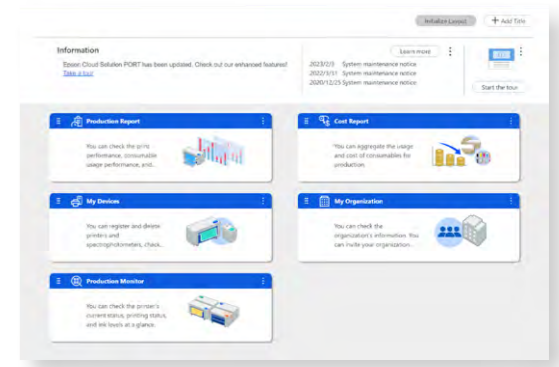 Initialize Layout
+ Add Title
Information
Epson Cloud Solution PORT has been updated. Check out our enhanced features!
Take a tour
Learn more
2023/2/3 System maintenance notice
2022/3/31 System maintenance notice
2020/12/25 System maintenance notice
Start the tour
Production Report
You can check the print
performance, consumable
usage performance, and...
Cost Report
You can aggregate the usage
and cost of consumables for
production.
My Devices
You can register and delete
printers and
spectrophotometers, check...
My Organization
You can check the
organization's information. You
can invite your organization...
Production Monitor
You can check the printer's
current status, printing status,
and ink levels at a glance.